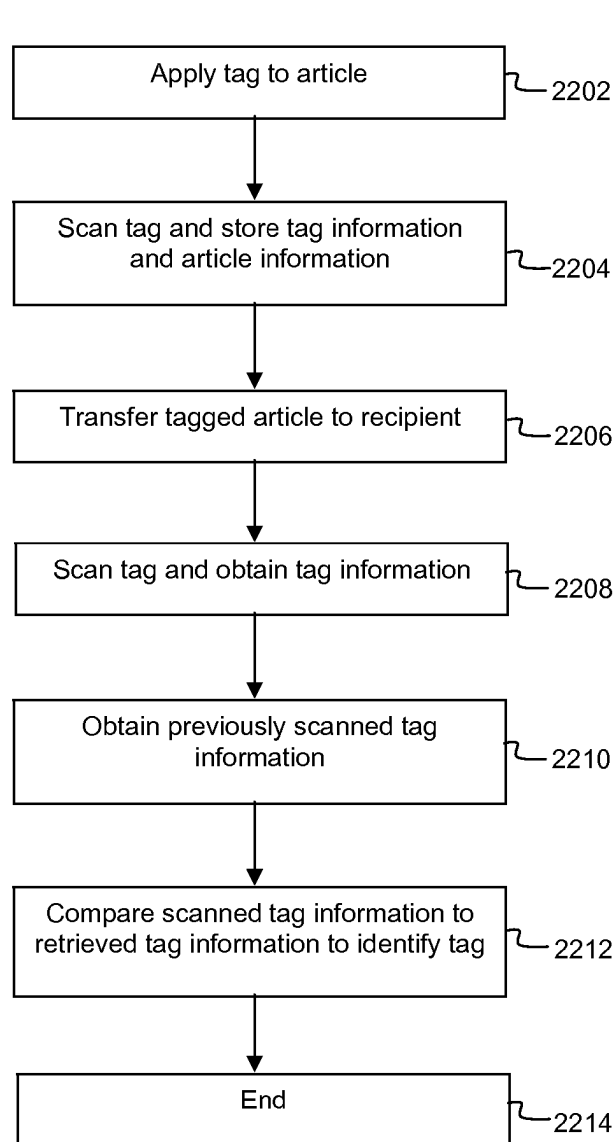 Apply tag to article
2202
Scan tag and store tag information
and article information
2204
Transfer tagged article to recipient
2206
Scan tag and obtain tag information
2208
Obtain previously scanned tag
information
2210
Compare scanned tag information to
retrieved tag information to identify tag
2212
End
2214